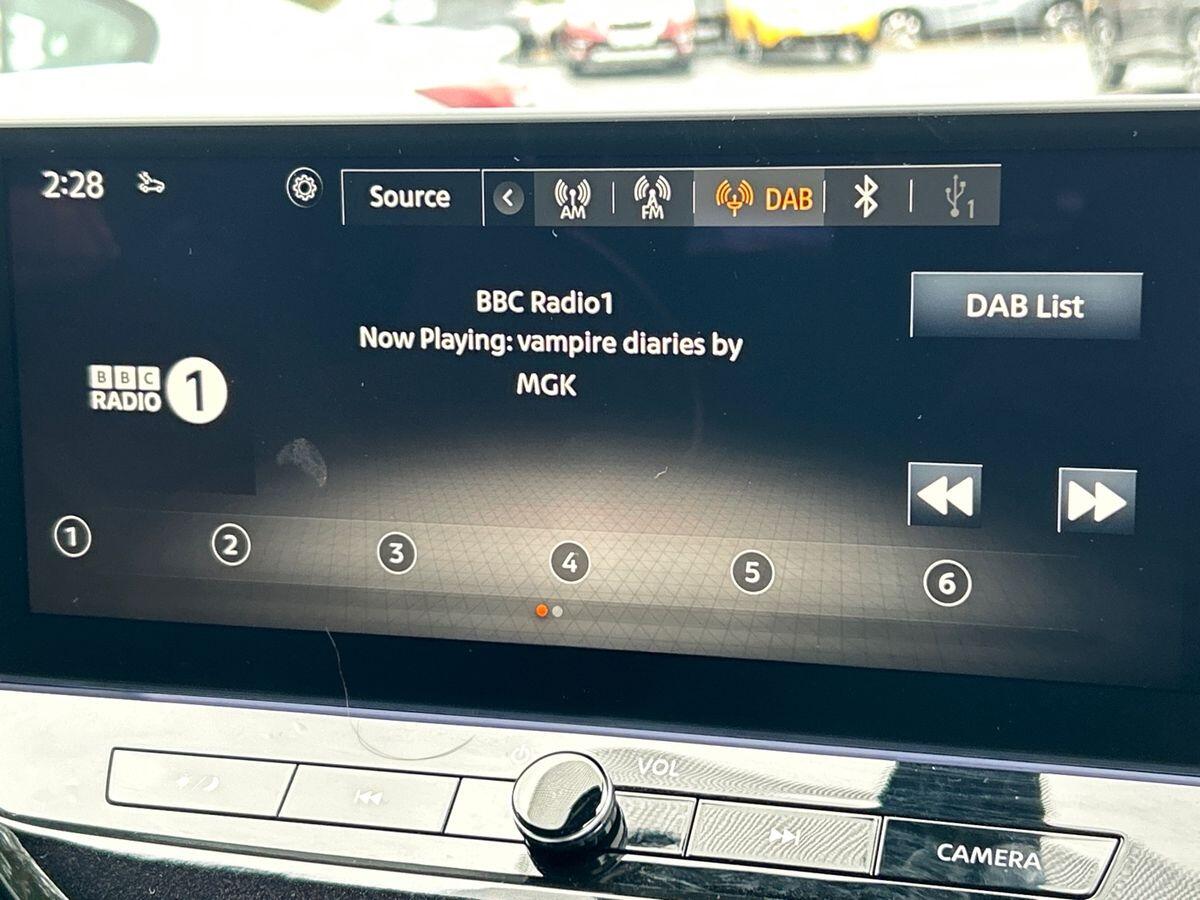 2:28
Source
AM
FM
DAB
1
BBC Radio1
Now Playing: vampire diaries by
MGK
DAB List
BBC
RADIO 1
1
2
3
4
5
6
VOL
CAMERA